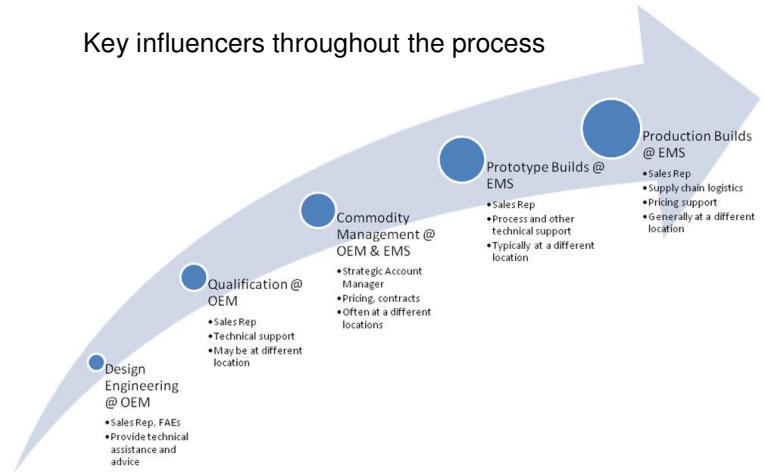 Key influencers throughout the process
Design
Engineering
@ OEM
•Sales Rep, FAEs
•Provide technical
assistance and
advice
Qualification @
OEM
•Sales Rep
•Technical support
•May be at different
location
Commodity
Management @
OEM & EMS
•Strategic Account
Manager
•Pricing, contracts
•Often at a different
locations
Prototype Builds @
EMS
•Sales Rep
•Process and other
technical support
•Typically at a different
location
Production Builds
@ EMS
•Sales Rep
•Supply chain logistics
•Pricing support
•Generally at a different
location